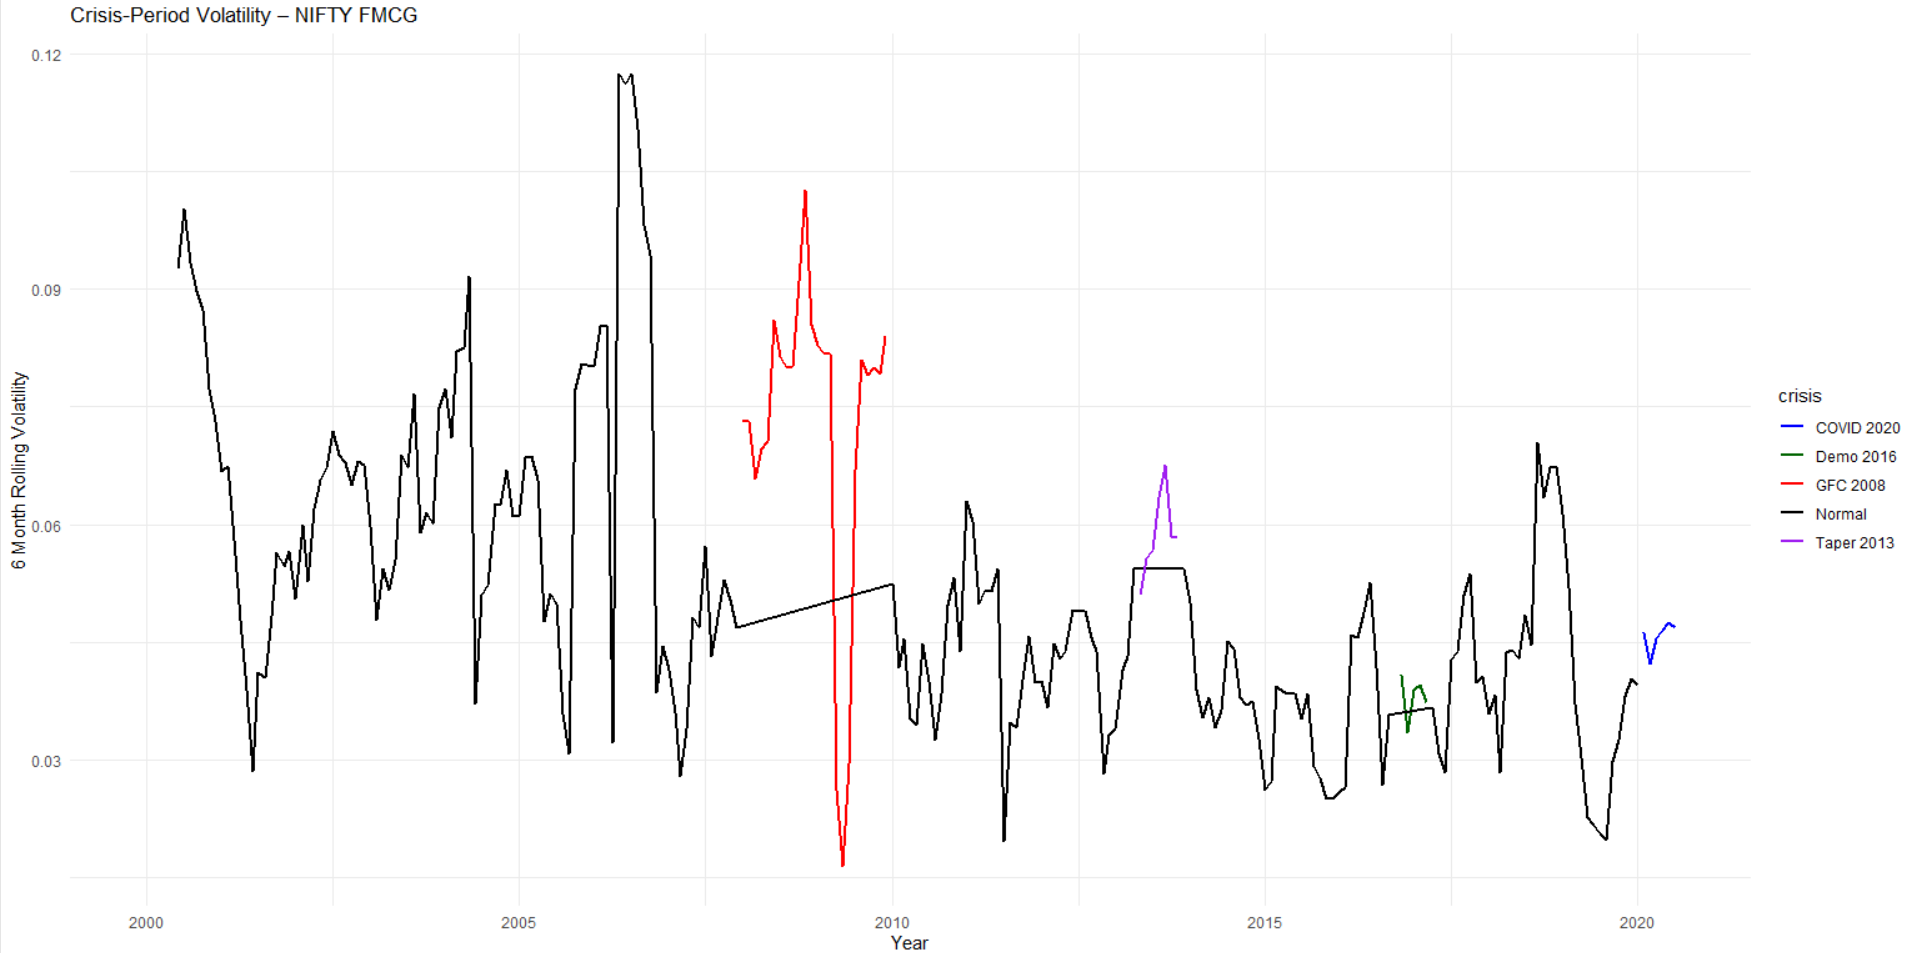 Crisis-Period Volatility – NIFTY FMCG
0.12
0.09
0.06
0.03
6 Month Rolling Volatility
2000
2005
2010
2015
2020
Year
crisis
COVID 2020
Demo 2016
GFC 2008
Normal
Taper 2013